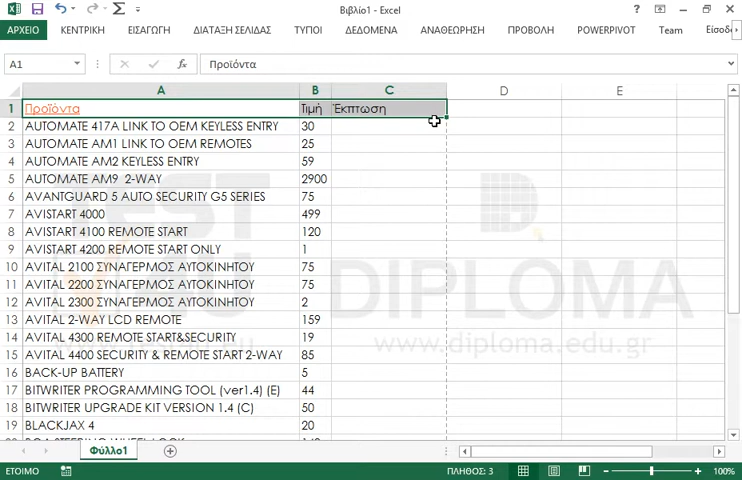 Βιβλίο1 - Excel
ΑΡΧΕΙΟ ΚΕΝΤΡΙΚΗ ΕΙΣΑΓΩΓΗ ΔΙΑΤΑΞΗ ΣΕΛΙΔΑΣ ΤΥΠΟΙ ΔΕΔΟΜΕΝΑ ΑΝΑΘΕΩΡΗΣΗ ΠΡΟΒΟΛΗ POWERPIVOT Team Είσοδ
A1 fx Προϊόντα
A B C D E
1 Προϊόντα Τιμή Έκπτωση
2 AUTOMATE 417A LINK TO OEM KEYLESS ENTRY 30
3 AUTOMATE AM1 LINK TO OEM REMOTES 25
4 AUTOMATE AM2 KEYLESS ENTRY 59
5 AUTOMATE AM9 2-WAY 2900
6 AVANTGUARD 5 AUTO SECURITY G5 SERIES 75
7 AVISTART 4000 499
8 AVISTART 4100 REMOTE START 120
9 AVISTART 4200 REMOTE START ONLY 1
10 AVITAL 2100 ΣΥΝΑΓΕΡΜΟΣ ΑΥΤΟΚΙΝΗΤΟΥ 75
11 AVITAL 2200 ΣΥΝΑΓΕΡΜΟΣ ΑΥΤΟΚΙΝΗΤΟΥ 75
12 AVITAL 2300 ΣΥΝΑΓΕΡΜΟΣ ΑΥΤΟΚΙΝΗΤΟΥ 2
13 AVITAL 2-WAY LCD REMOTE 159
14 AVITAL 4300 REMOTE START&SECURITY 19
15 AVITAL 4400 SECURITY & REMOTE START 2-WAY 85
16 BACK-UP BATTERY 5
17 BITWRITER PROGRAMMING TOOL (ver1.4) (E) 44
18 BITWRITER UPGRADE KIT VERSION 1.4 (C) 50
19 BLACKJAX 4 20
DIPLOMA
www.diploma.edu.gr
Φύλλο1
ΕΤΟΙΜΟ ΠΛΗΘΟΣ: 3 100%